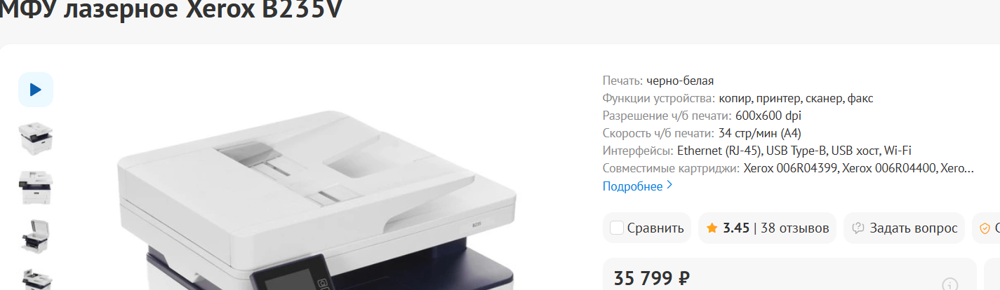 МФУ лазерное Xerox B235V
Печать: черно-белая
Функции устройства: копир, принтер, сканер, факс
Разрешение ч/б печати: 600x600 dpi
Скорость ч/б печати: 34 стр/мин (A4)
Интерфейсы: Ethernet (RJ-45), USB Type-B, USB хост, Wi-Fi
Совместимые картриджи: Xerox 006R04399, Xerox 006R04400, Xero...
Подробнее
Сравнить
3.45 | 38 отзывов
Задать вопрос
B235
35 799 ₽